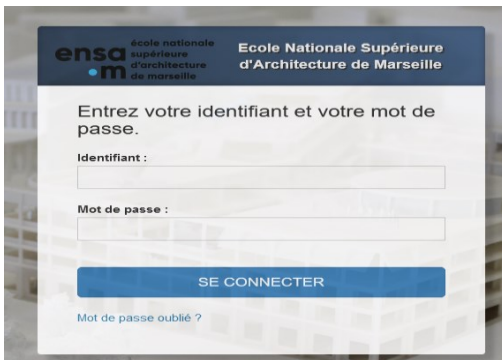 ensa
•m
école nationale
supérieure
d'architecture
de marseille
Ecole Nationale Supérieure
d'Architecture de Marseille
Entrez votre identifiant et votre mot de
passe.
Identifiant :
Mot de passe :
SE CONNECTER
Mot de passe oublié ?